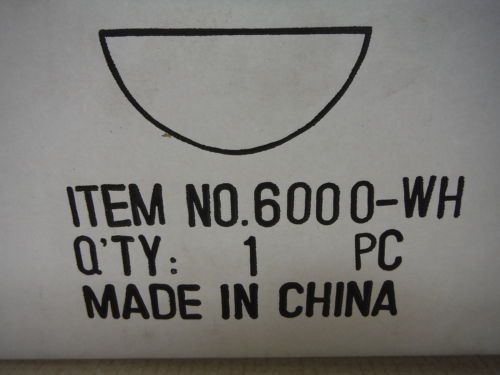 ITEM NO.6000-WH
Q'TY: 1 PC
MADE IN CHINA